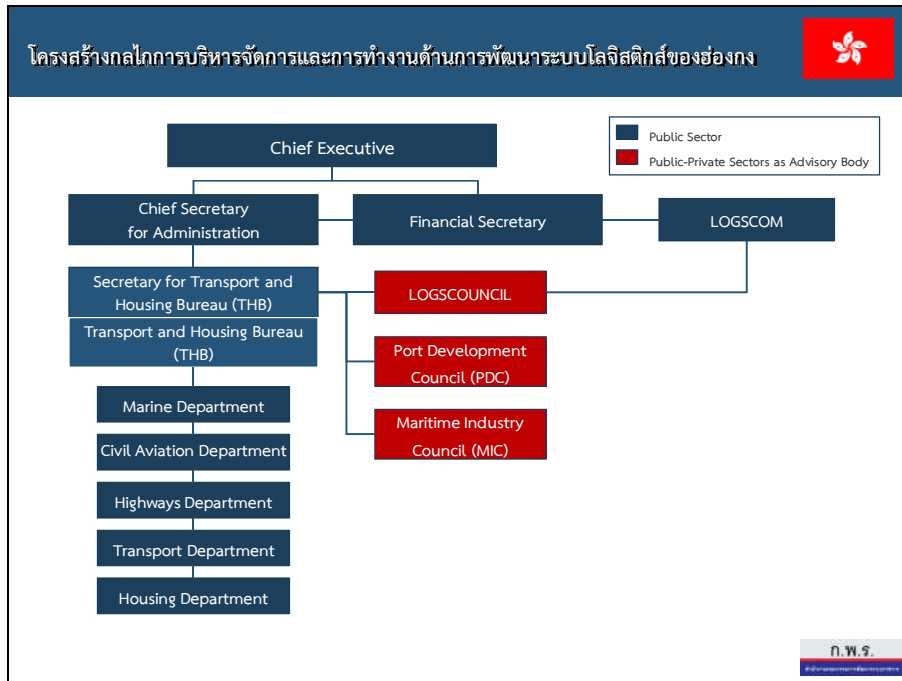 โครงสร้างกลไกการบริหารจัดการและการทำงานด้านการพัฒนาระบบโลจิสติกส์ของฮ่องกง
Public Sector
Public-Private Sectors as Advisory Body
Chief Executive
Chief Secretary
for Administration
Financial Secretary
LOGSCOM
Secretary for Transport and
Housing Bureau (THB)
LOGSCOUNCIL
Transport and Housing Bureau
(THB)
Port Development
Council (PDC)
Marine Department
Maritime Industry
Council (MIC)
Civil Aviation Department
Highways Department
Transport Department
Housing Department
ก.พ.ร.